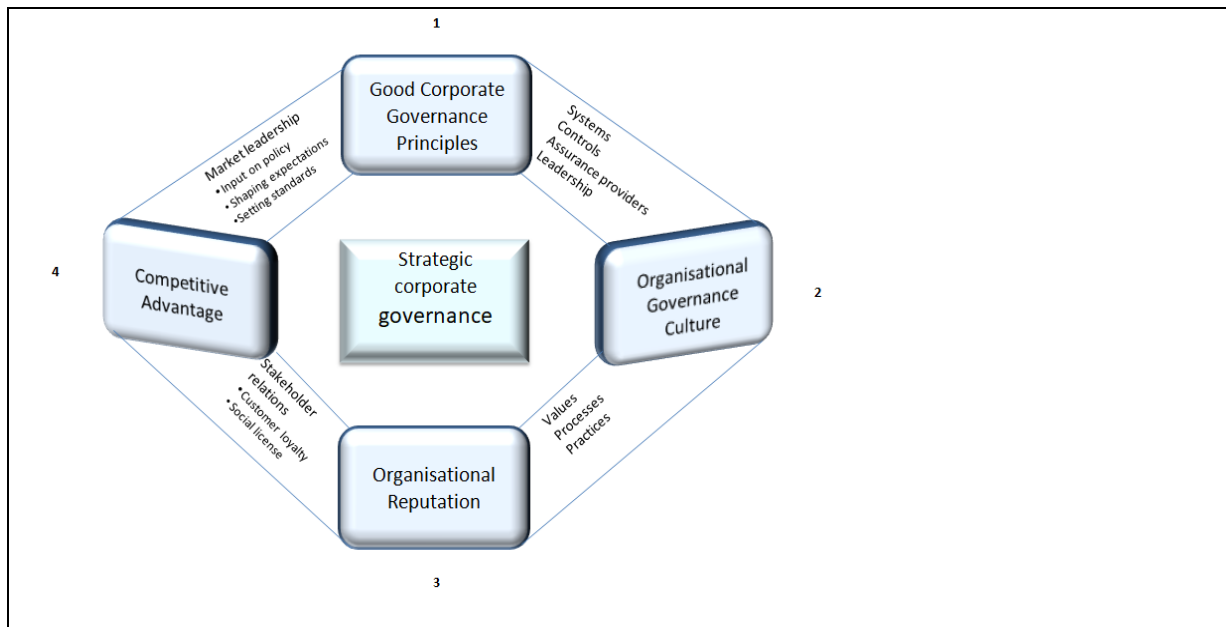 1
Good Corporate
Governance
Principles
Market leadership
•Input on policy
•Shaping expectations
•Setting standards
Systems
Controls
Assurance providers
Leadership
4
Competitive
Advantage
Strategic
corporate
governance
Organisational
Governance
Culture
2
Stakeholder
relations
•Customer loyalty
•Social license
Values
Processes
Practices
Organisational
Reputation
3